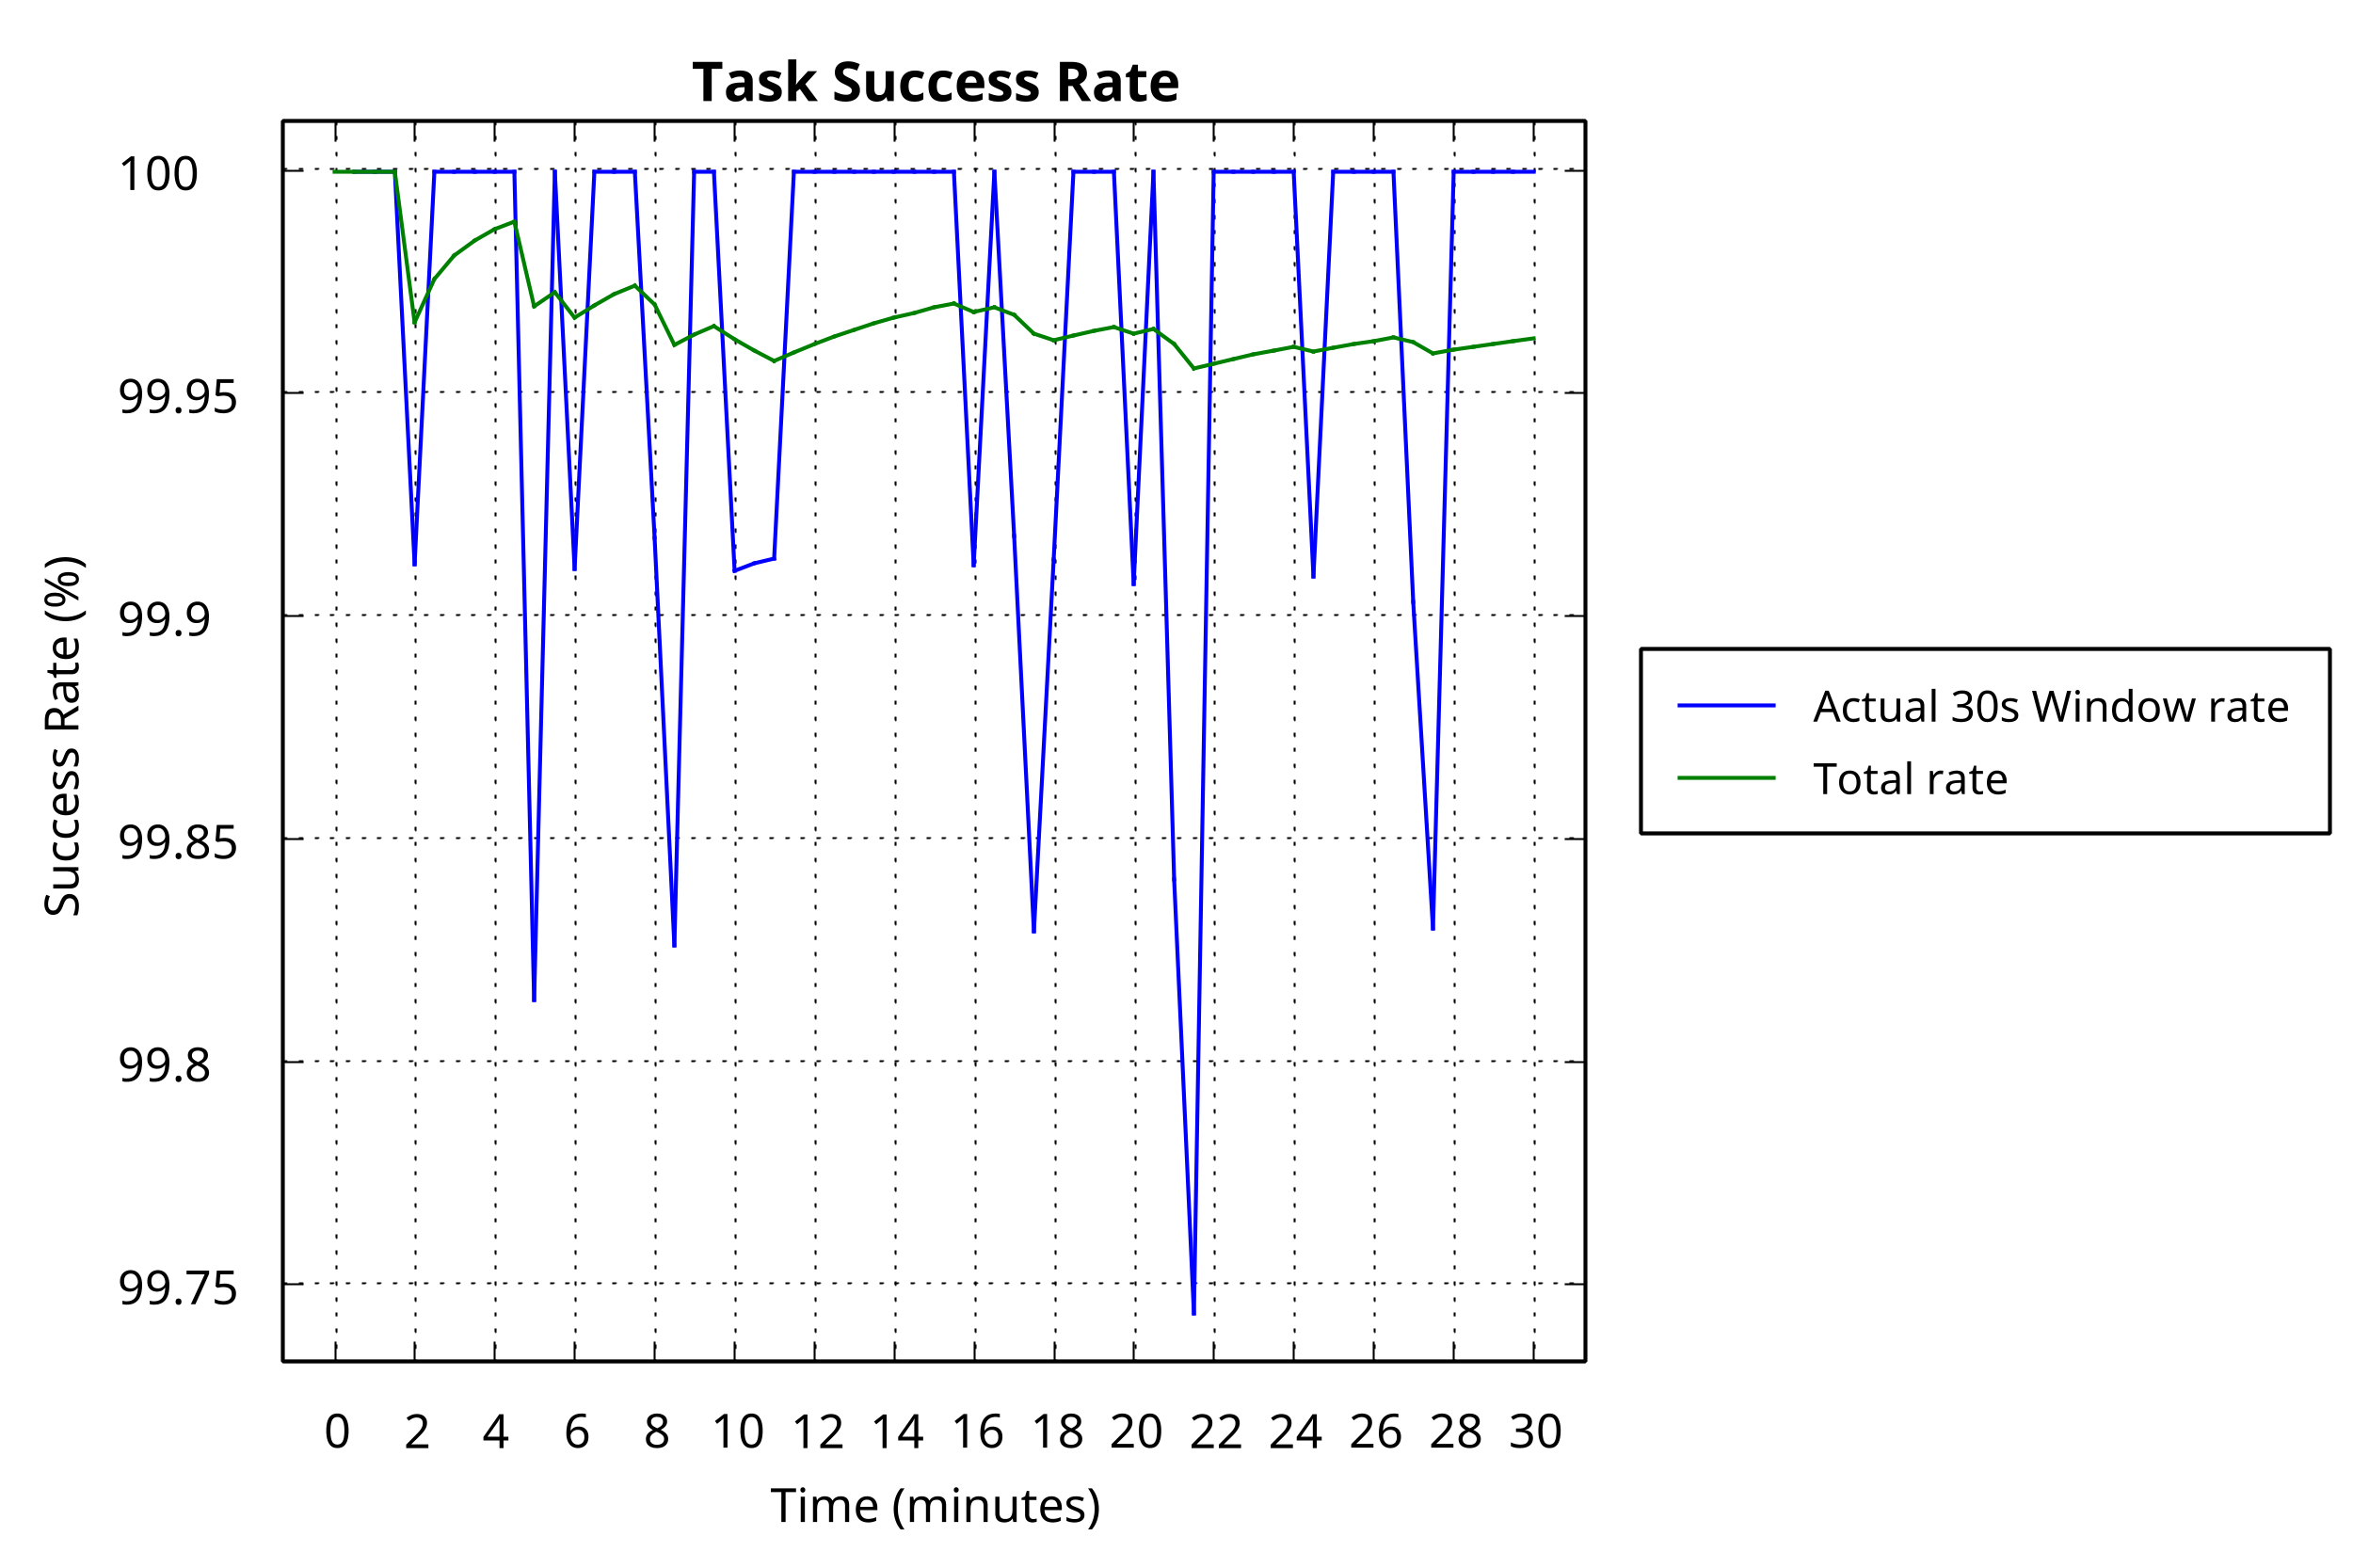 Task Success Rate
100
99.95
99.9
99.85
99.8
99.75
Success Rate (%)
0 2 4 6 8 10 12 14 16 18 20 22 24 26 28 30
Time (minutes)
Actual 30s Window rate
Total rate